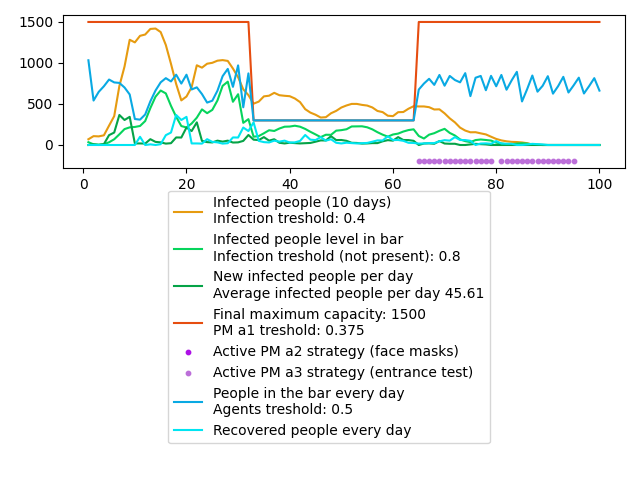 1500
1000
500
0
0 20 40 60 80 100
Infected people (10 days)
Infection treshold: 0.4
Infected people level in bar
Infection treshold (not present): 0.8
New infected people per day
Average infected people per day 45.61
Final maximum capacity: 1500
PM a1 treshold: 0.375
Active PM a2 strategy (face masks)
Active PM a3 strategy (entrance test)
People in the bar every day
Agents treshold: 0.5
Recovered people every day